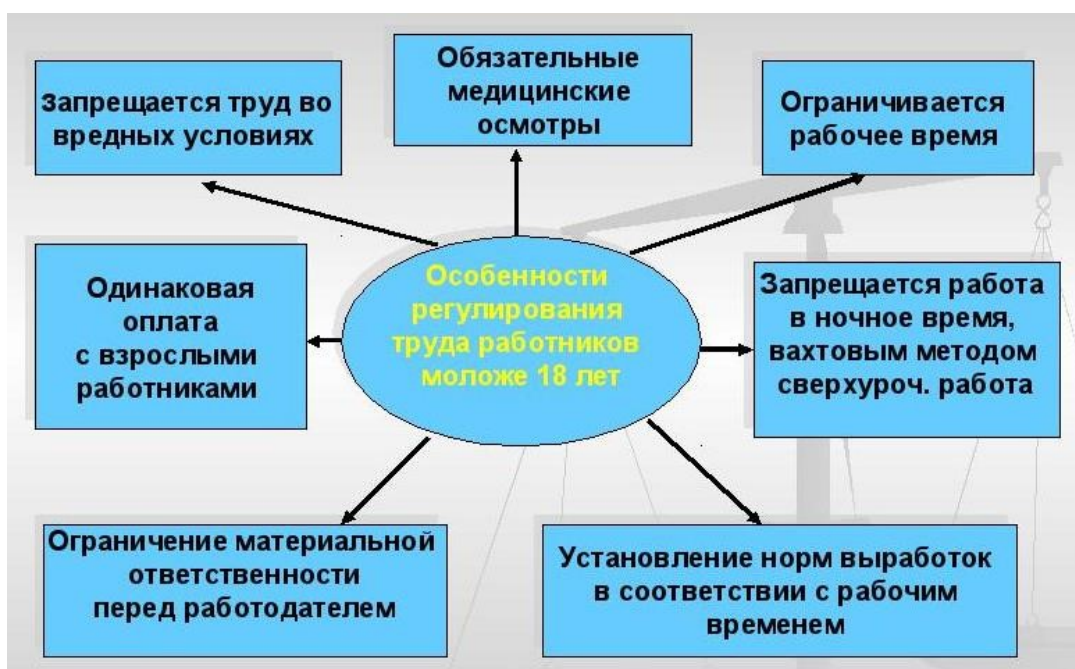 Обязательные
медицинские
осмотры
Запрещается труд во
вредных условиях
Ограничивается
рабочее время
Особенности
регулирования
труда работников
моложе 18 лет
Одинаковая
оплата
с взрослыми
работниками
Запрещается работа
в ночное время,
вахтовым методом
сверхуроч. работа
Ограничение материальной
ответственности
перед работодателем
Установление норм выработок
в соответствии с рабочим
временем